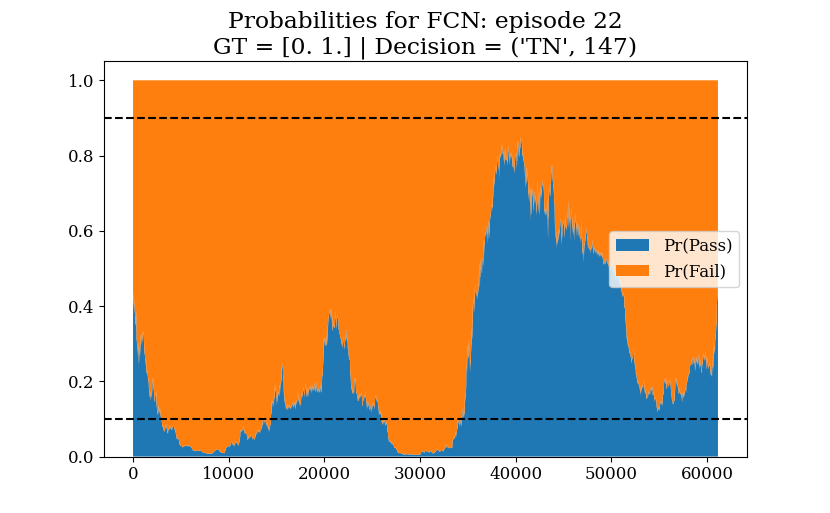 Probabilities for FCN: episode 22
GT = [0. 1.] | Decision = ('TN', 147)
1.0
0.8
0.6
0.4
0.2
0.0
Pr(Pass)
Pr(Fail)
0 10000 20000 30000 40000 50000 60000